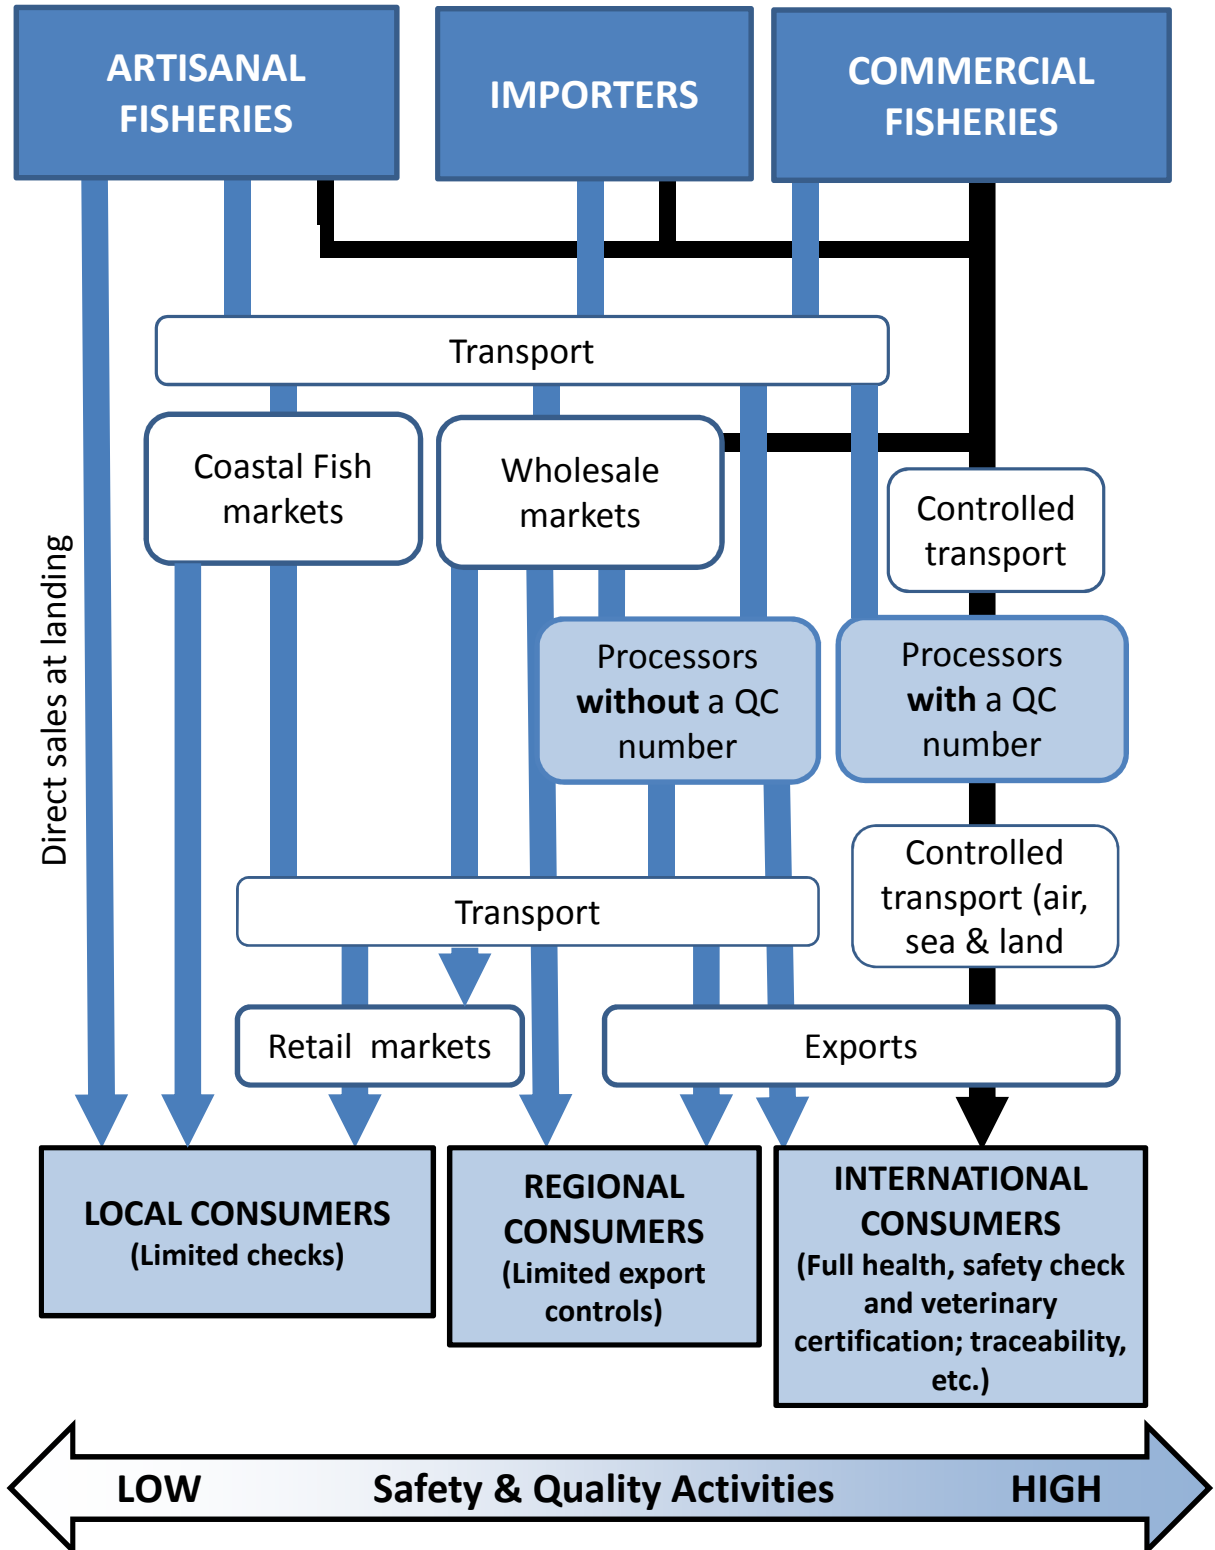 ARTISANAL
FISHERIES
IMPORTERS
COMMERCIAL
FISHERIES
Transport
Coastal Fish
markets
Wholesale
markets
Controlled
transport
Direct sales at landing
Processors
without a QC
number
Processors
with a QC
number
Controlled
transport (air,
sea & land
Transport
Retail  markets
Exports
LOCAL CONSUMERS
(Limited checks)
REGIONAL
CONSUMERS
(Limited export
controls)
INTERNATIONAL
CONSUMERS
(Full health, safety check
and veterinary
certification; traceability,
etc.)
LOW Safety & Quality Activities HIGH